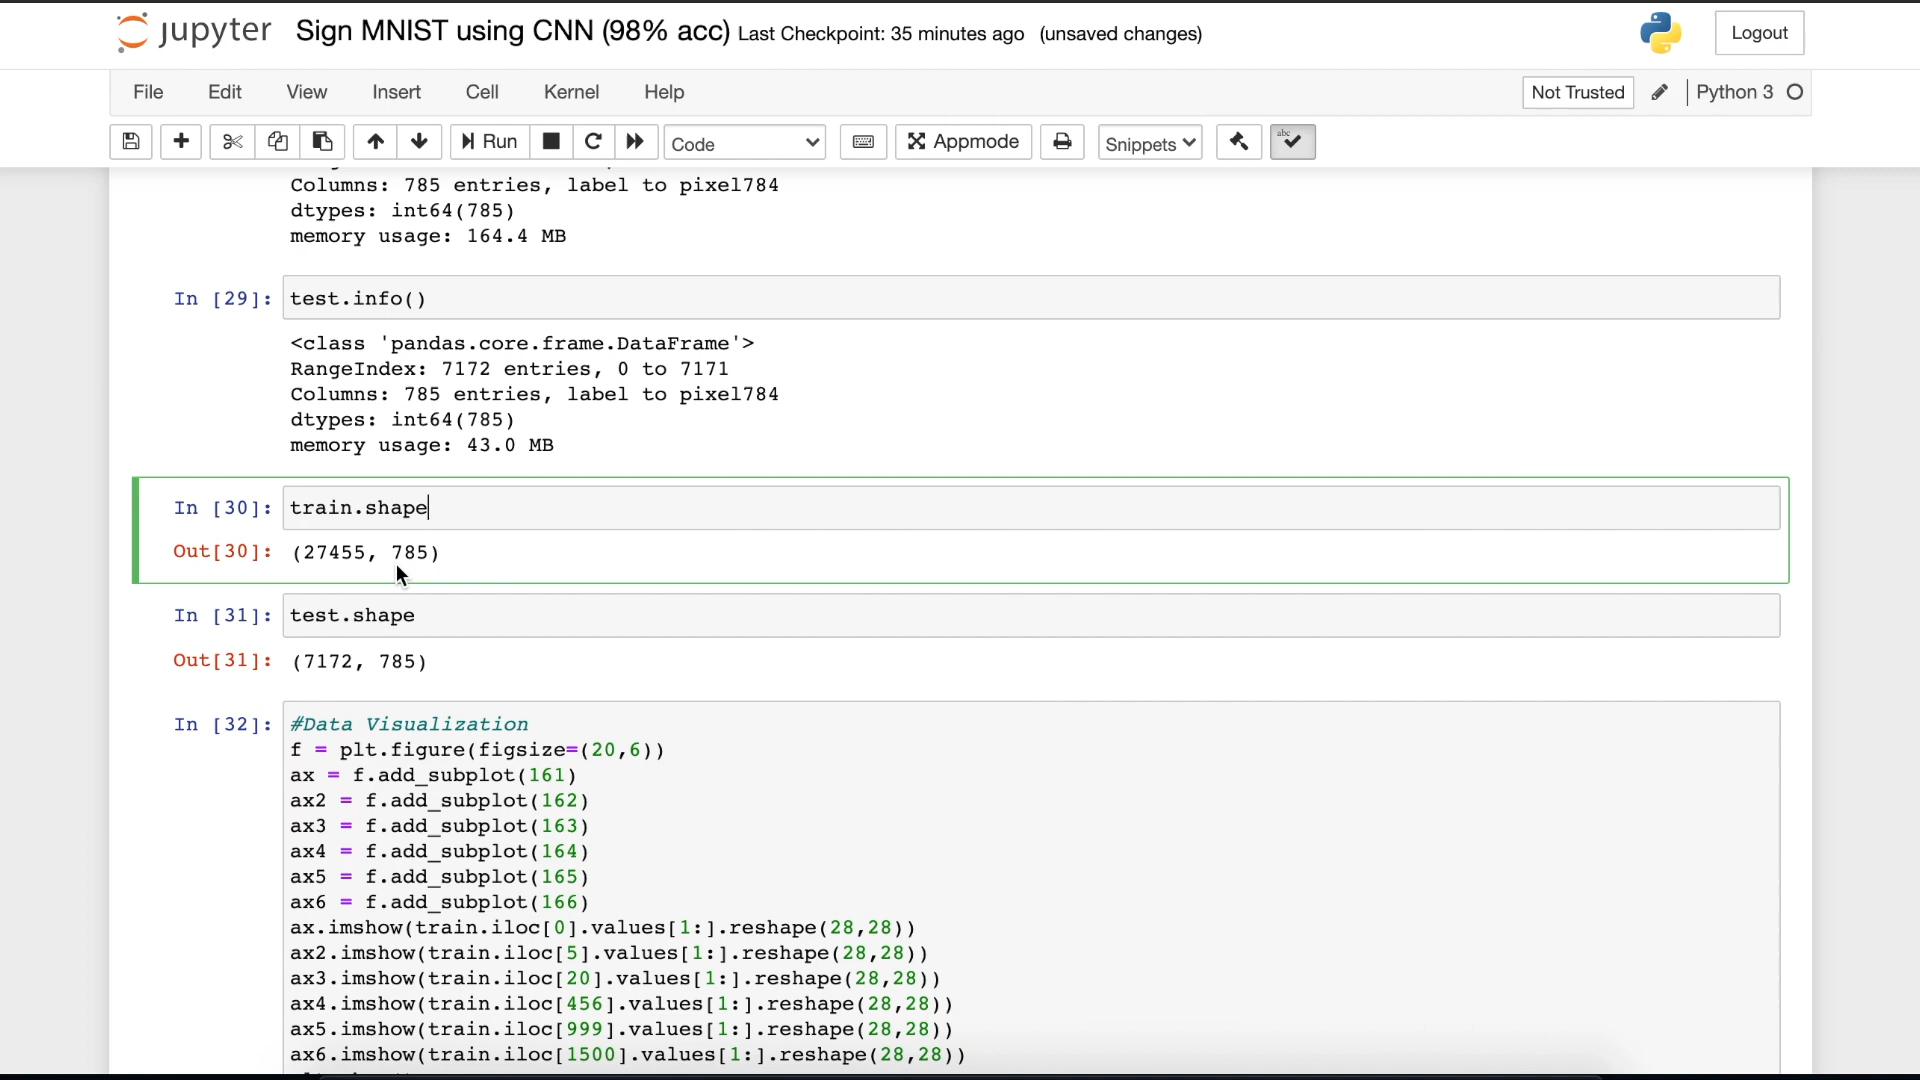 jupyter Sign MNIST using CNN (98% acc) Last Checkpoint: 35 minutes ago (unsaved changes) Logout
File Edit View Insert Cell Kernel Help Not Trusted Python 3
Run Code Appmode Snippets abc
Columns: 785 entries, label to pixel784
dtypes: int64(785)
memory usage: 164.4 MB
In [29]: test.info()
<class 'pandas.core.frame.DataFrame'>
RangeIndex: 7172 entries, 0 to 7171
Columns: 785 entries, label to pixel784
dtypes: int64(785)
memory usage: 43.0 MB
In [30]: train.shape
Out[30]: (27455, 785)
In [31]: test.shape
Out[31]: (7172, 785)
In [32]: #Data Visualization
f = plt.figure(figsize=(20,6))
ax = f.add_subplot(161)
ax2 = f.add_subplot(162)
ax3 = f.add_subplot(163)
ax4 = f.add_subplot(164)
ax5 = f.add_subplot(165)
ax6 = f.add_subplot(166)
ax.imshow(train.iloc[0].values[1:].reshape(28,28))
ax2.imshow(train.iloc[5].values[1:].reshape(28,28))
ax3.imshow(train.iloc[20].values[1:].reshape(28,28))
ax4.imshow(train.iloc[456].values[1:].reshape(28,28))
ax5.imshow(train.iloc[999].values[1:].reshape(28,28))
ax6.imshow(train.iloc[1500].values[1:].reshape(28,28))